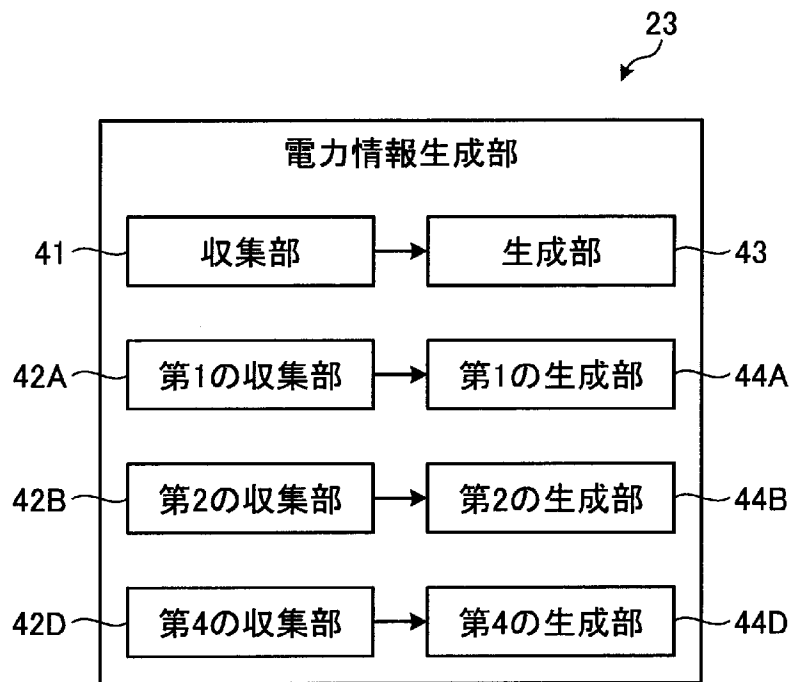 23
電力情報生成部
41 収集部 生成部 43
42A 第1の収集部 第1の生成部 44A
42B 第2の収集部 第2の生成部 44B
42D 第4の収集部 第4の生成部 44D